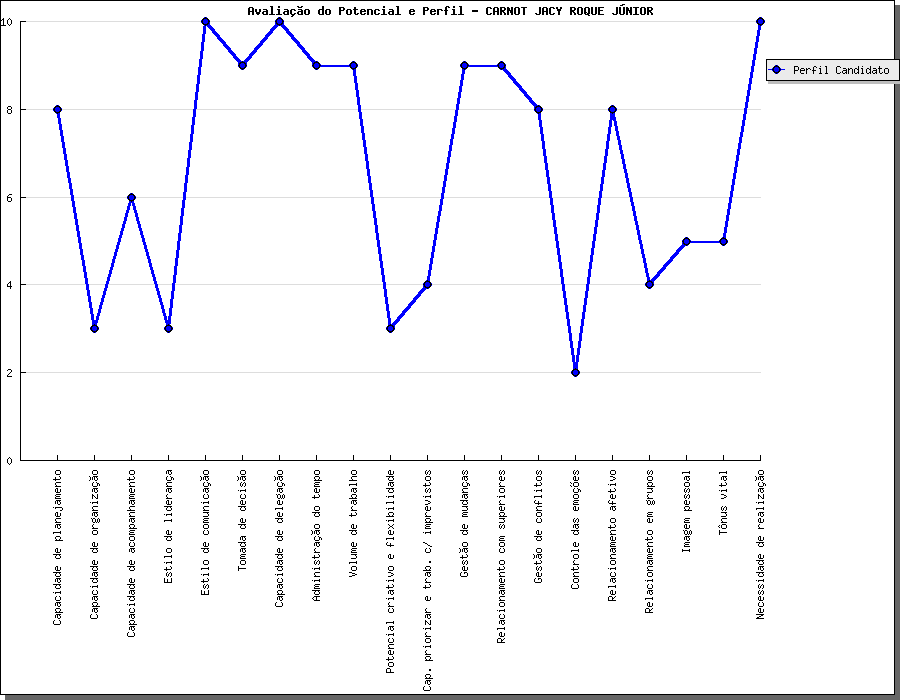 Avaliação do Potencial e Perfil - CARNOT JACY ROQUE JÚNIOR
10
8
6
4
2
0
Perfil Candidato
Capacidade de planejamento
Capacidade de organização
Capacidade de acompanhamento
Estilo de liderança
Estilo de comunicação
Tomada de decisão
Capacidade de delegação
Administração do tempo
Volume de trabalho
Potencial criativo e flexibilidade
Cap. priorizar e trab. c/ imprevistos
Gestão de mudanças
Relacionamento com superiores
Gestão de conflitos
Controle das emoções
Relacionamento afetivo
Relacionamento em grupos
Imagem pessoal
Tônus vital
Necessidade de realização